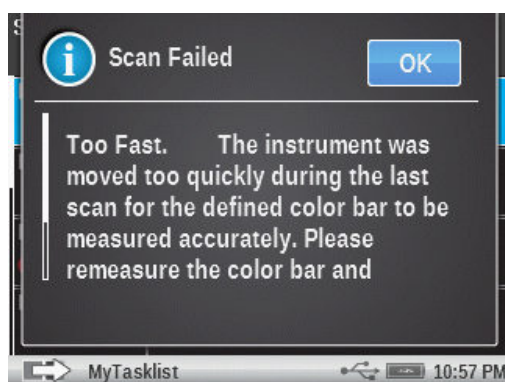 S
Scan Failed
OK
Too Fast. The instrument was
moved too quickly during the last
scan for the defined color bar to be
measured accurately. Please
remeasure the color bar and
MyTasklist
10:57 PM